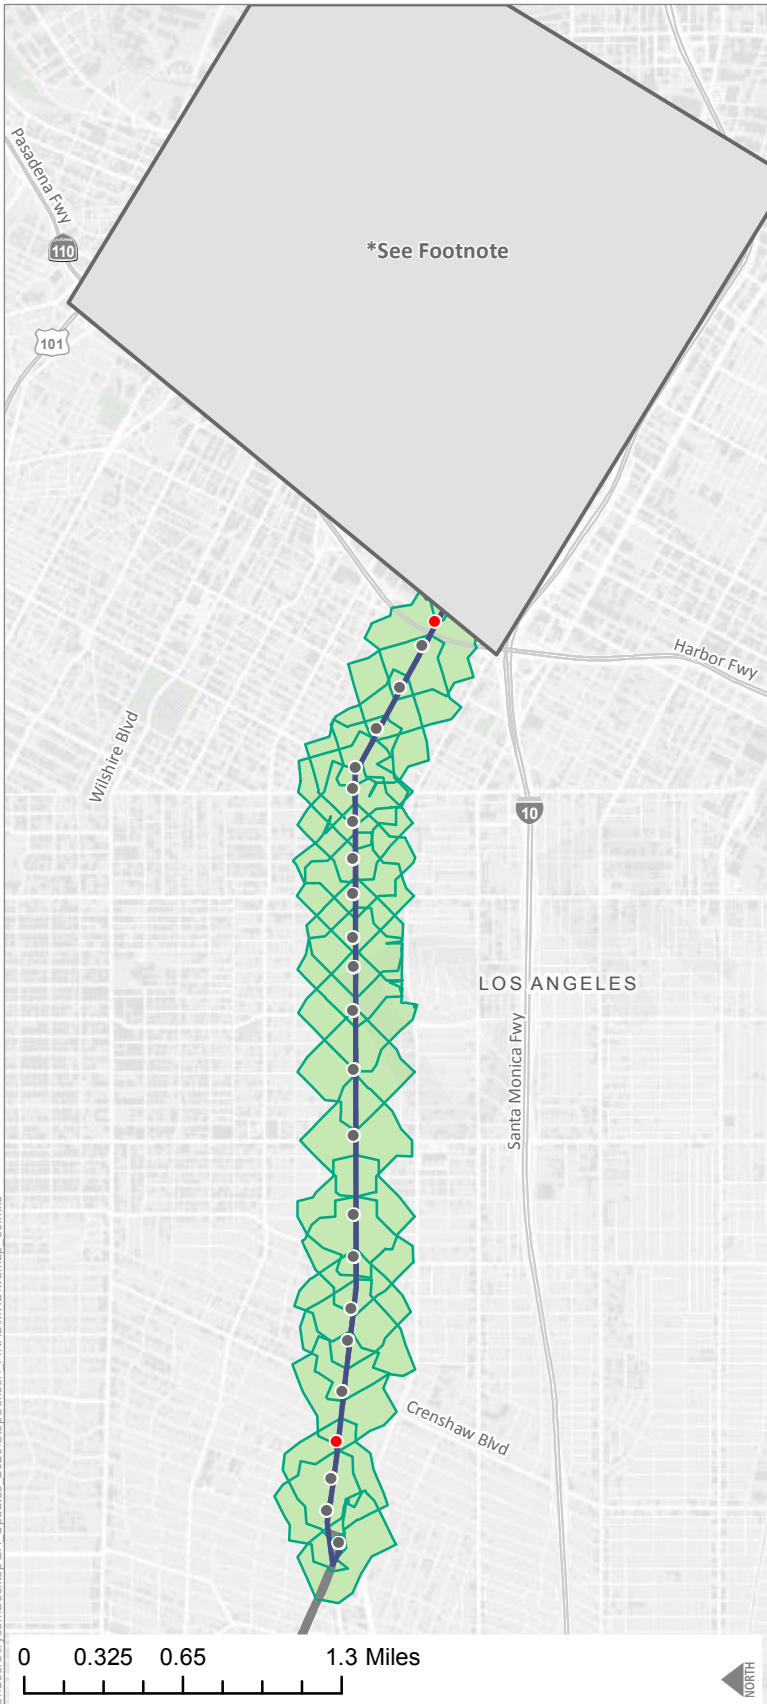 Pasadena Fwy
CALIFORNIA
110
101
*See Footnote
Harbor Fwy
Wilshire Blvd
10
LOS ANGELES
Santa Monica Fwy
Crenshaw Blvd
0 0.325 0.65 1.3 Miles
NORTH